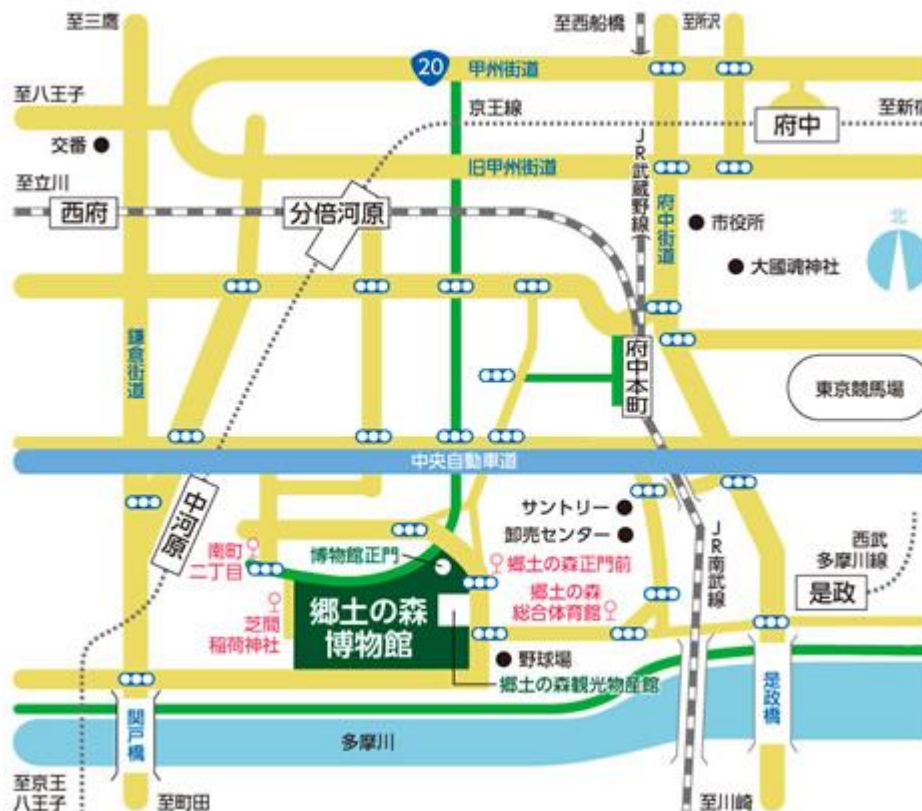 至三鷹
至西船橋
至所沢
20
甲州街道
至八王子
京王線
府中
至新宿
交番
旧甲州街道
JR武蔵野線
至立川
西府
分倍河原
府中街道
市役所
北
大國魂神社
鎌倉街道
府中本町
東京競馬場
中央自動車道
中河原
サントリー
卸売センター
JR南武線
西武
多摩川線
是政
南町
二丁目
博物館正門
郷土の森正門前
郷土の森
総合体育館
芝間
稲荷神社
郷土の森
博物館
野球場
郷土の森観光物産館
関戸橋
是政橋
多摩川
至京王
八王子
至町田
至川崎